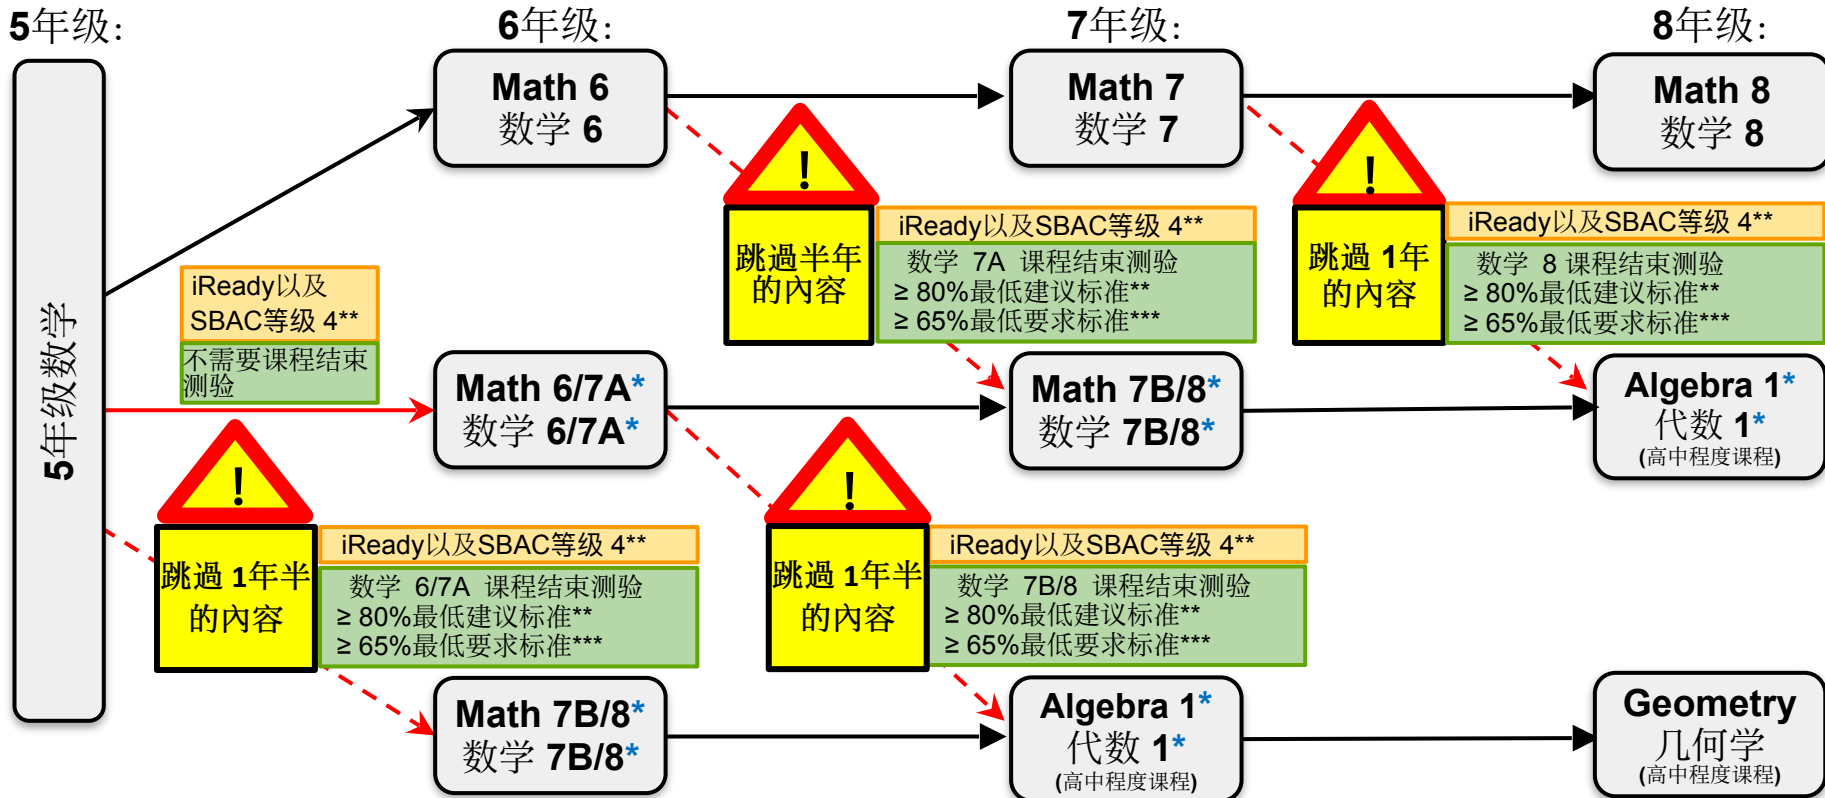 5年级:
6年级:
7年级:
8年级:
5年级数学
Math 6
数学 6
Math 7
数学 7
Math 8
数学 8
!
跳過半年
的內容
iReady以及SBAC等级 4**
数学 7A 课程结束测验
≥ 80%最低建议标准**
≥ 65%最低要求标准***
!
跳過 1年
的內容
iReady以及SBAC等级 4**
数学 8 课程结束测验
≥ 80%最低建议标准**
≥ 65%最低要求标准***
iReady以及
SBAC等级 4**
不需要课程结束
测验
Math 6/7A*
数学 6/7A*
Math 7B/8*
数学 7B/8*
Algebra 1*
代数 1*
(高中程度课程)
!
跳過 1年半
的內容
iReady以及SBAC等级 4**
数学 6/7A 课程结束测验
≥ 80%最低建议标准**
≥ 65%最低要求标准***
!
跳過 1年半
的內容
iReady以及SBAC等级 4**
数学 7B/8 课程结束测验
≥ 80%最低建议标准**
≥ 65%最低要求标准***
Math 7B/8*
数学 7B/8*
Algebra 1*
代数 1*
(高中程度课程)
Geometry
几何学
(高中程度课程)